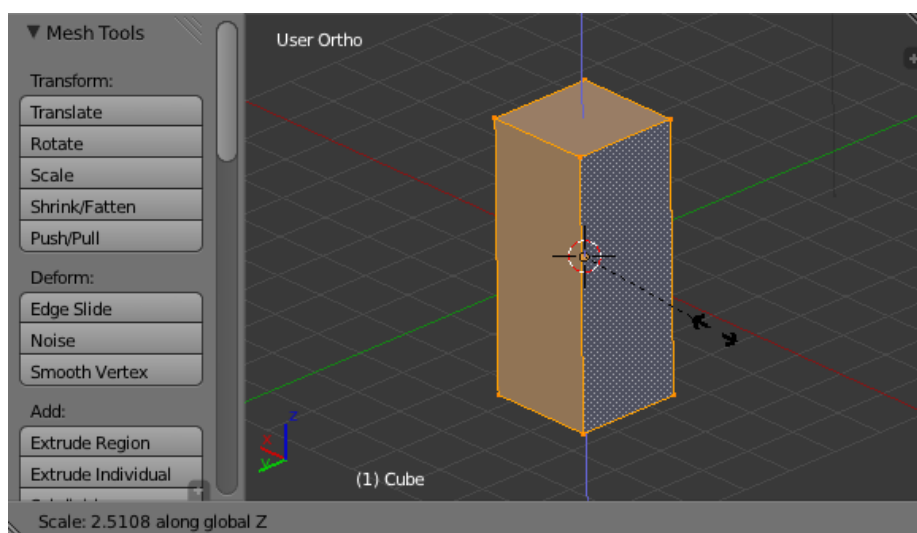 Mesh Tools
Transform:
Translate
Rotate
Scale
Shrink/Fatten
Push/Pull
Deform:
Edge Slide
Noise
Smooth Vertex
Add:
Extrude Region
Extrude Individual
User Ortho
z
x
y
(1) Cube
Scale: 2.5108 along global Z